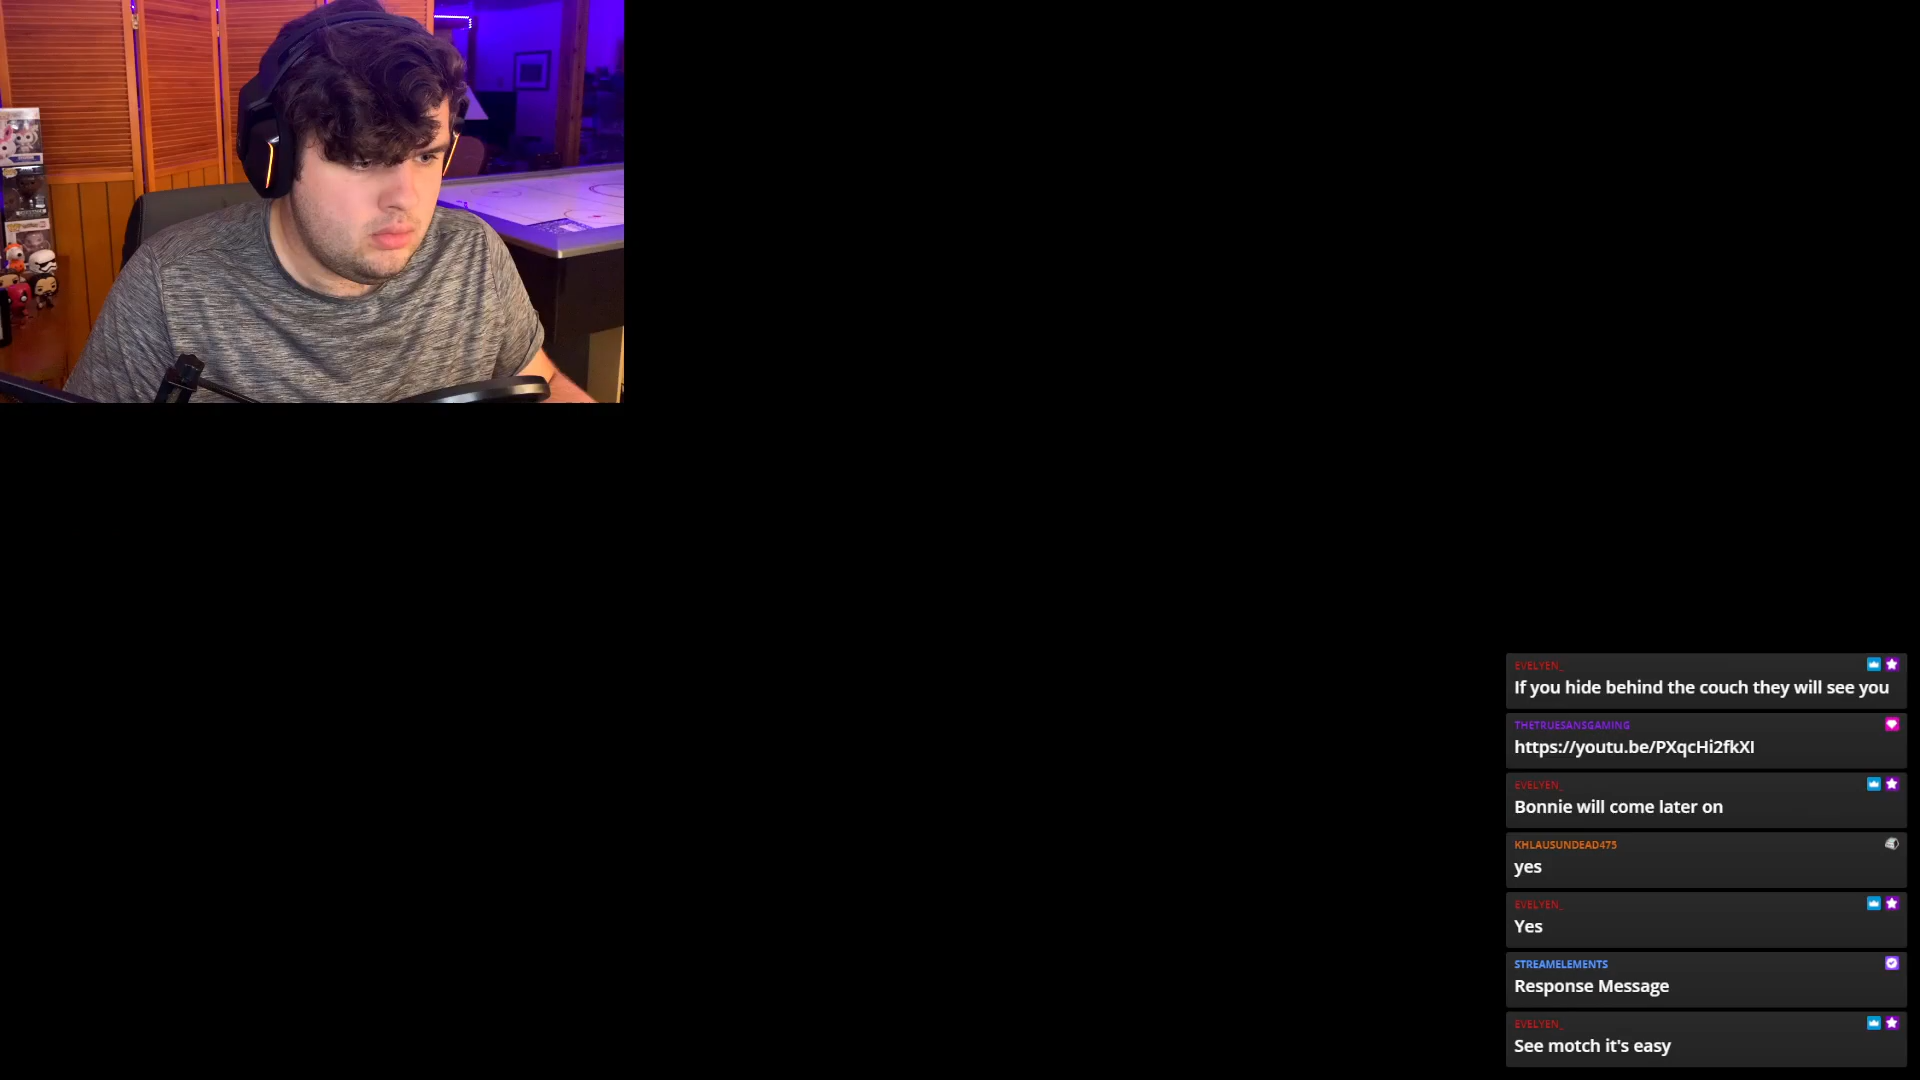 EVELYEN_
If you hide behind the couch they will see you
THETRUESANSGAMING
https://youtu.be/PXqcHi2fkXI
EVELYEN_
Bonnie will come later on
KHLAUSUNDEAD475
yes
EVELYEN_
Yes
STREAMELEMENTS
Response Message
EVELYEN_
See motch it's easy